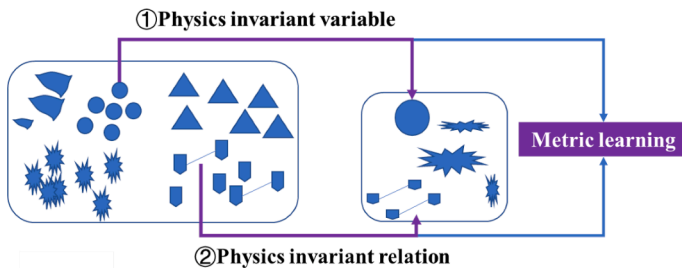 ①Physics invariant variable
Metric learning
②Physics invariant relation